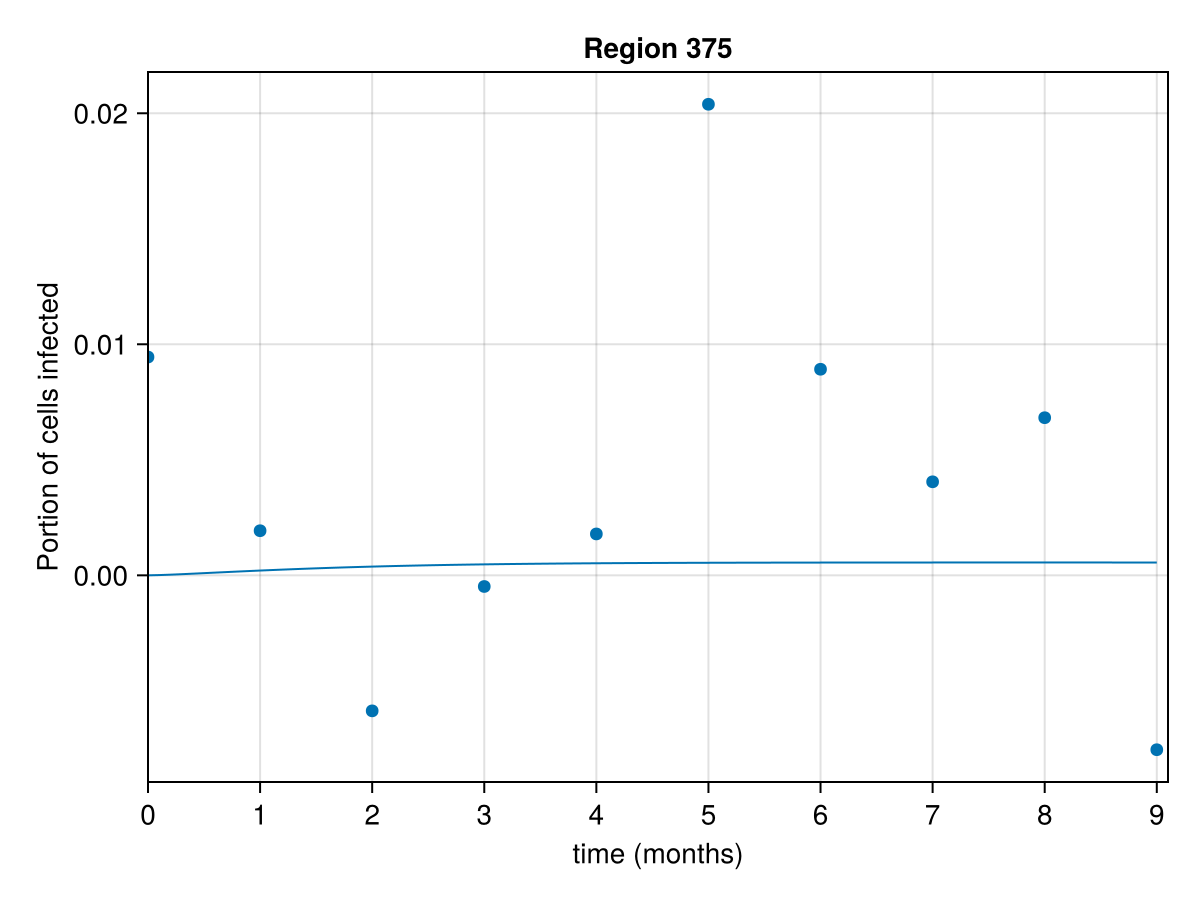 Region 375
Portion of cells infected
0.02
0.01
0.00
0 1 2 3 4 5 6 7 8 9
time (months)